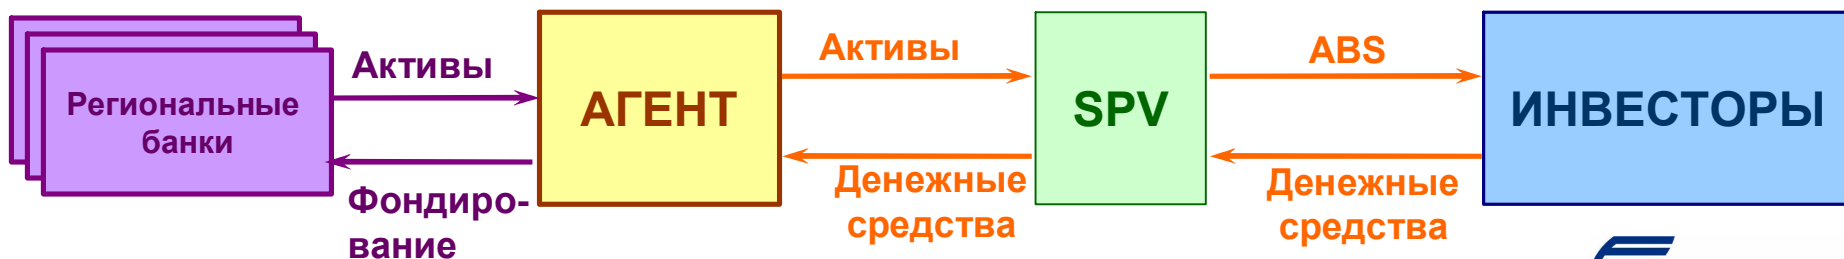 Региональные
банки
Активы
Фондиро-
вание
АГЕНТ
Активы
Денежные
средства
SPV
ABS
Денежные
средства
ИНВЕСТОРЫ